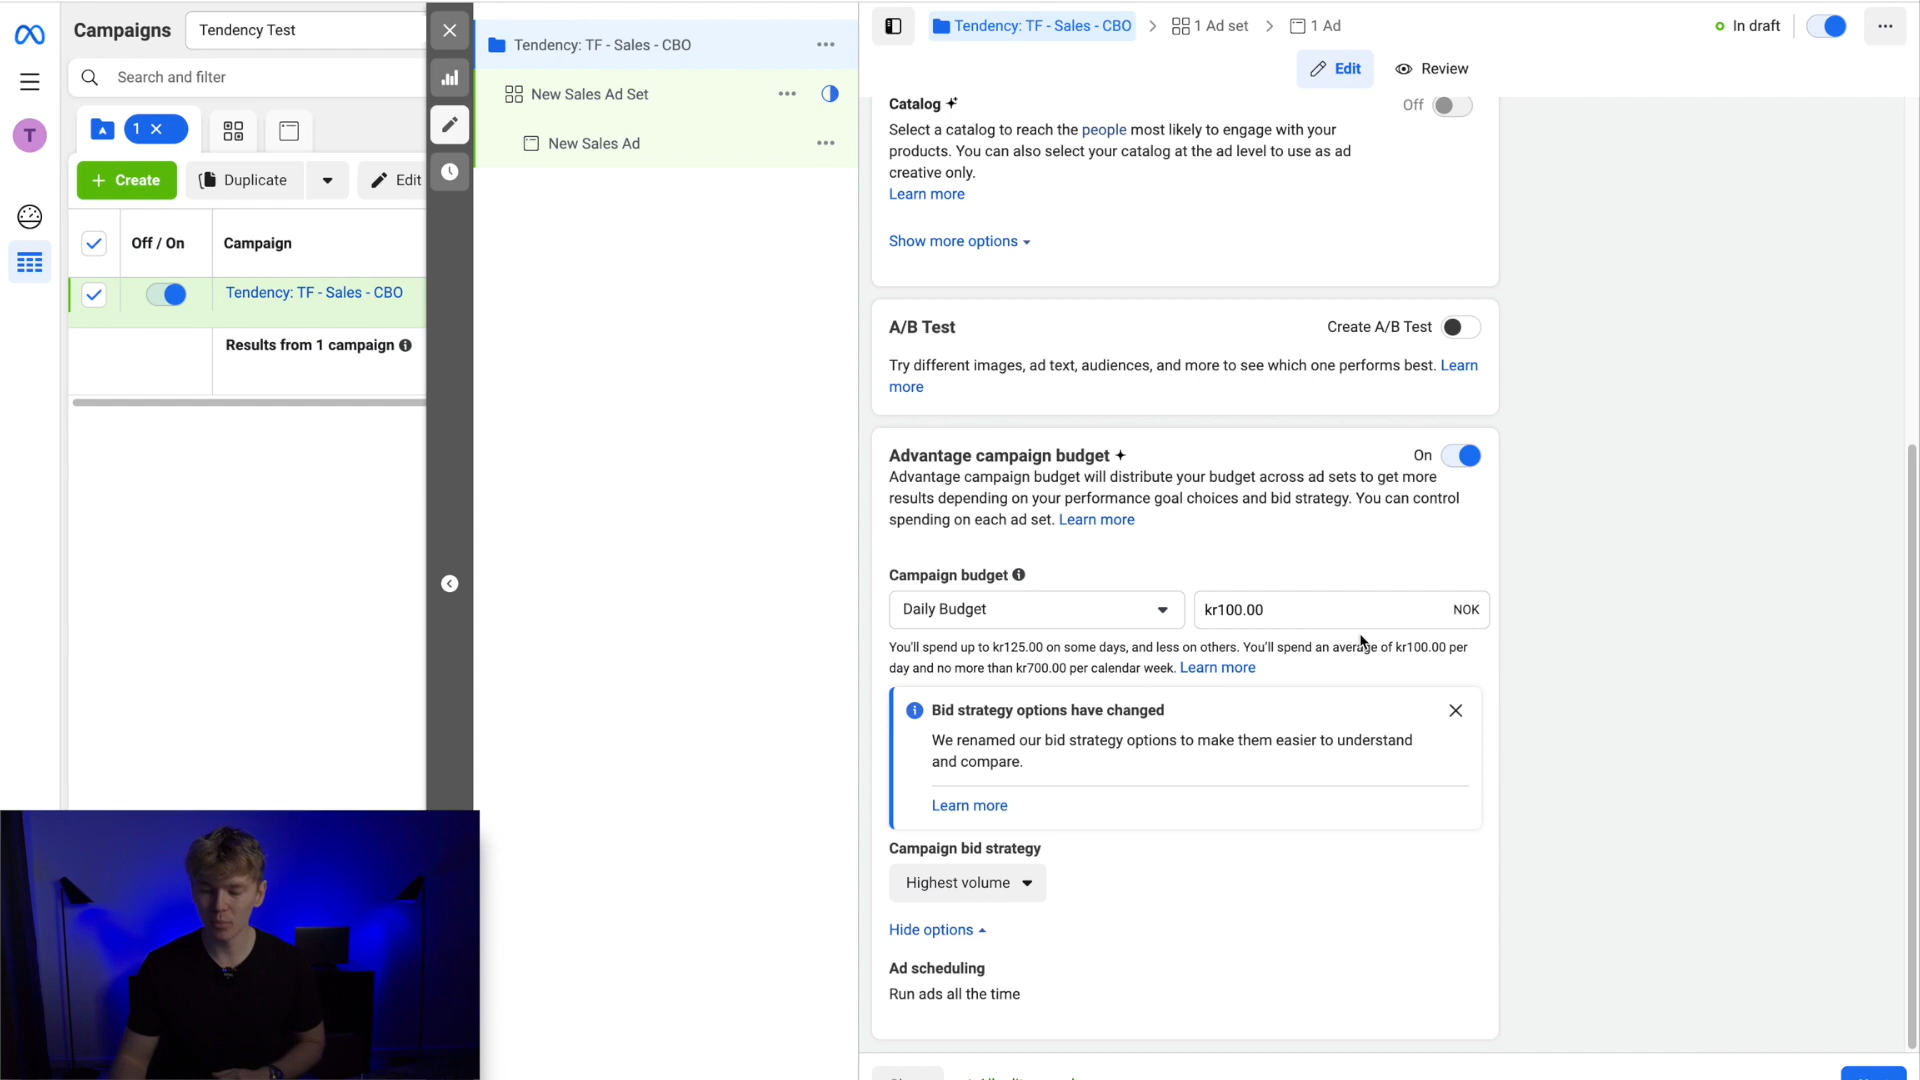 Campaigns
Tendency Test
Search and filter
T
1
Create
Duplicate
Edit
Off / On
Campaign
Tendency: TF - Sales - CBO
Results from 1 campaign
Tendency: TF - Sales - CBO
New Sales Ad Set
New Sales Ad
Tendency: TF - Sales - CBO
1 Ad set
1 Ad
In draft
Edit
Review
Catalog
Off
Select a catalog to reach the people most likely to engage with your
products. You can also select your catalog at the ad level to use as ad
creative only.
Learn more
Show more options
A/B Test
Create A/B Test
Try different images, ad text, audiences, and more to see which one performs best. Learn
more
Advantage campaign budget
On
Advantage campaign budget will distribute your budget across ad sets to get more
results depending on your performance goal choices and bid strategy. You can control
spending on each ad set. Learn more
Campaign budget
Daily Budget
kr100.00
NOK
You'll spend up to kr125.00 on some days, and less on others. You'll spend an average of kr100.00 per
day and no more than kr700.00 per calendar week. Learn more
Bid strategy options have changed
We renamed our bid strategy options to make them easier to understand
and compare.
Learn more
Campaign bid strategy
Highest volume
Hide options
Ad scheduling
Run ads all the time